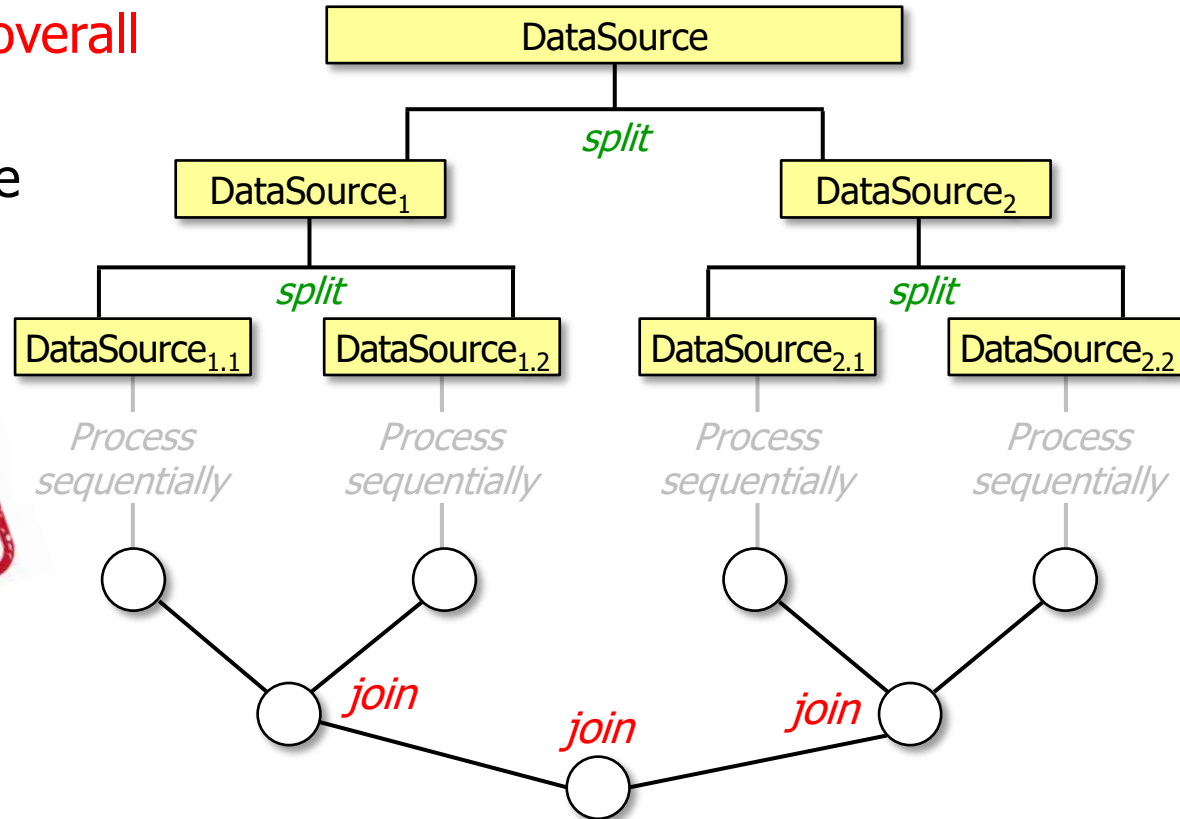 overall
DataSource
split
e
DataSource₁
DataSource₂
split
split
DataSource₁.₁
DataSource₁.₂
DataSource₂.₁
DataSource₂.₂
Process
sequentially
Process
sequentially
Process
sequentially
Process
sequentially
join
join
join